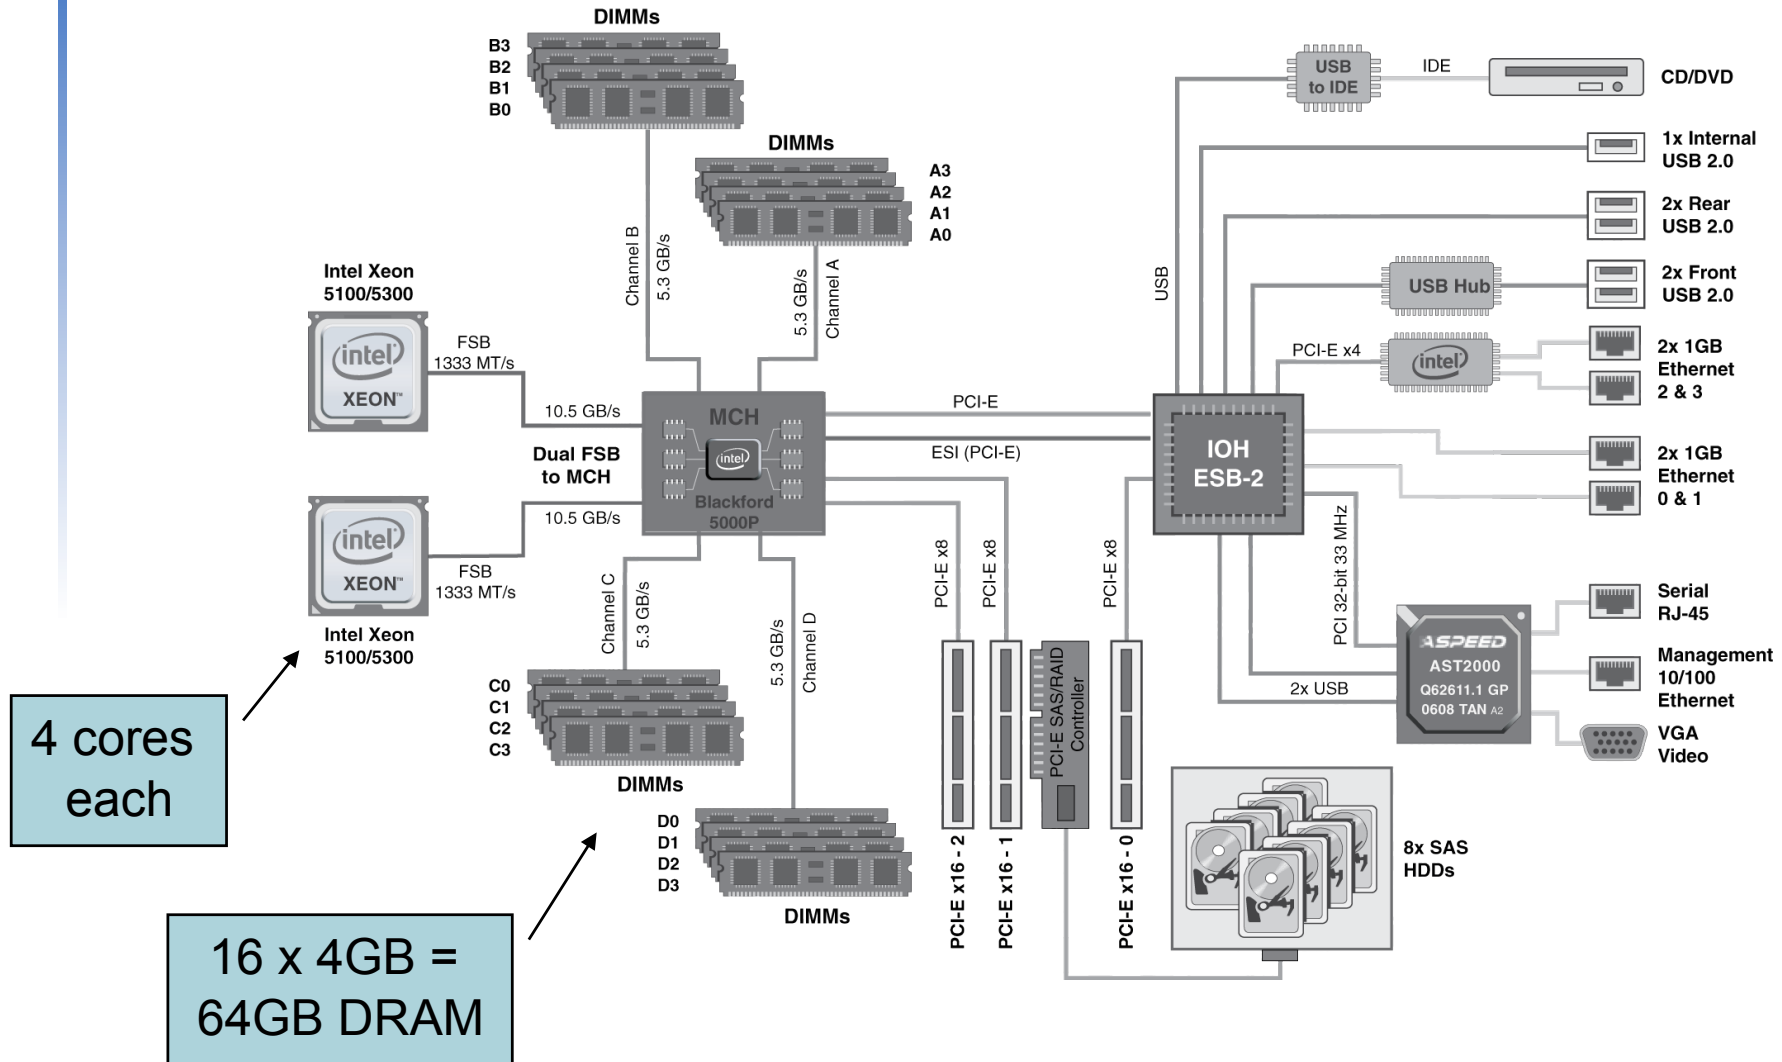 DIMMs
B3
B2
B1
B0
DIMMs
A3
A2
A1
A0
Channel B
5.3 GB/s
5.3 GB/s
Channel A
Intel Xeon
5100/5300
intel
XEON™
FSB
1333 MT/s
10.5 GB/s
Dual FSB
to MCH
10.5 GB/s
intel
XEON™
FSB
1333 MT/s
Intel Xeon
5100/5300
MCH
intel
Blackford
5000P
Channel C
5.3 GB/s
5.3 GB/s
Channel D
C0
C1
C2
C3
DIMMs
D0
D1
D2
D3
DIMMs
4 cores
each
16 x 4GB =
64GB DRAM
PCI-E
ESI (PCI-E)
PCI-E x8
PCI-E x8
PCI-E x8
PCI-E x16 - 2
PCI-E x16 - 1
PCI-E SAS/RAID
Controller
PCI-E x16 - 0
IOH
ESB-2
USB
USB
to IDE
IDE
CD/DVD
1x Internal
USB 2.0
2x Rear
USB 2.0
USB Hub
2x Front
USB 2.0
PCI-E x4
intel
2x 1GB
Ethernet
2 & 3
2x 1GB
Ethernet
0 & 1
PCI 32-bit 33 MHz
2x USB
ASPEED
AST2000
Q62611.1 GP
0608 TAN A2
Serial
RJ-45
Management
10/100
Ethernet
VGA
Video
8x SAS
HDDs